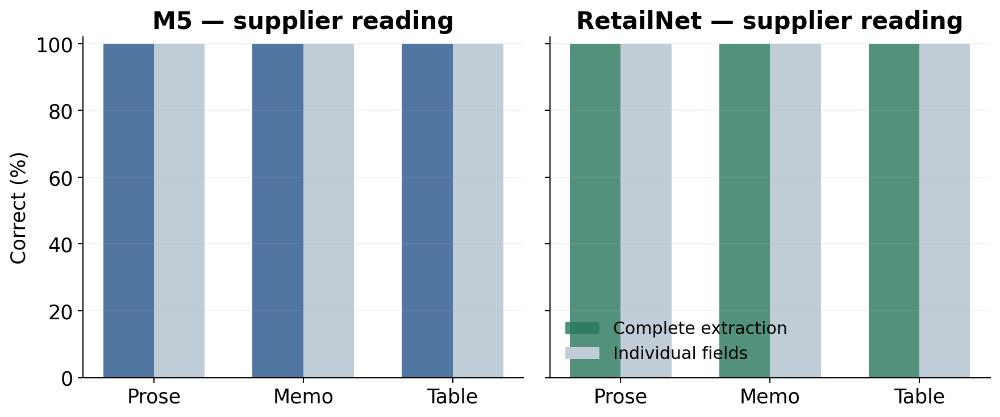 M5 — supplier reading
RetailNet — supplier reading
Correct (%)
100
80
60
40
20
0
Prose Memo Table
Complete extraction
Individual fields
Prose Memo Table